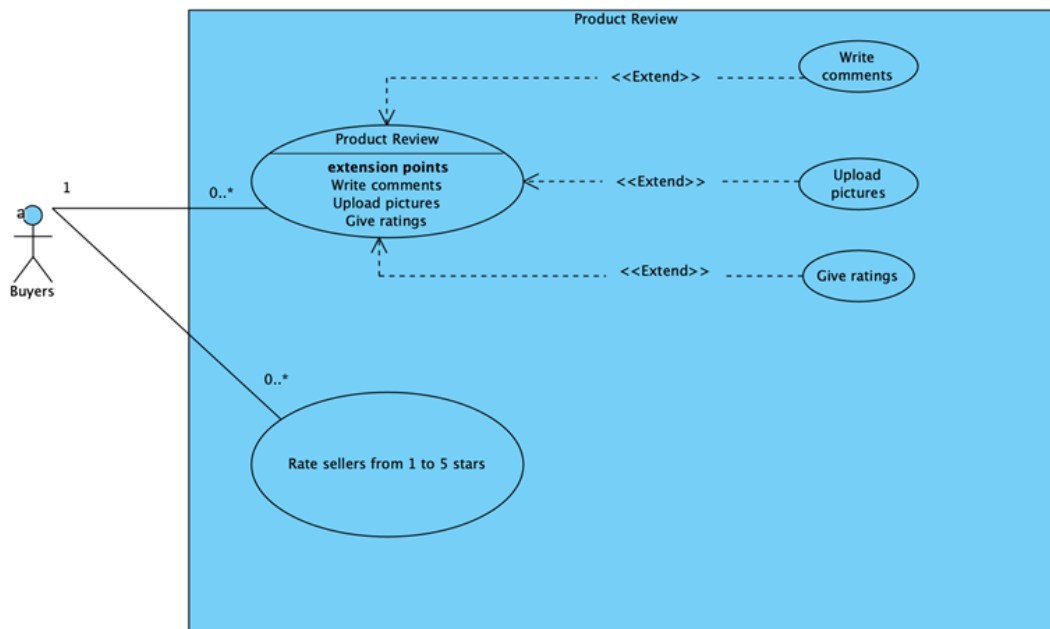 Product Review
Write
comments
<<Extend>>
Product Review
extension points
Write comments
Upload pictures
Give ratings
<<Extend>>
Upload
pictures
1
0..*
a
Buyers
<<Extend>>
Give ratings
0..*
Rate sellers from 1 to 5 stars